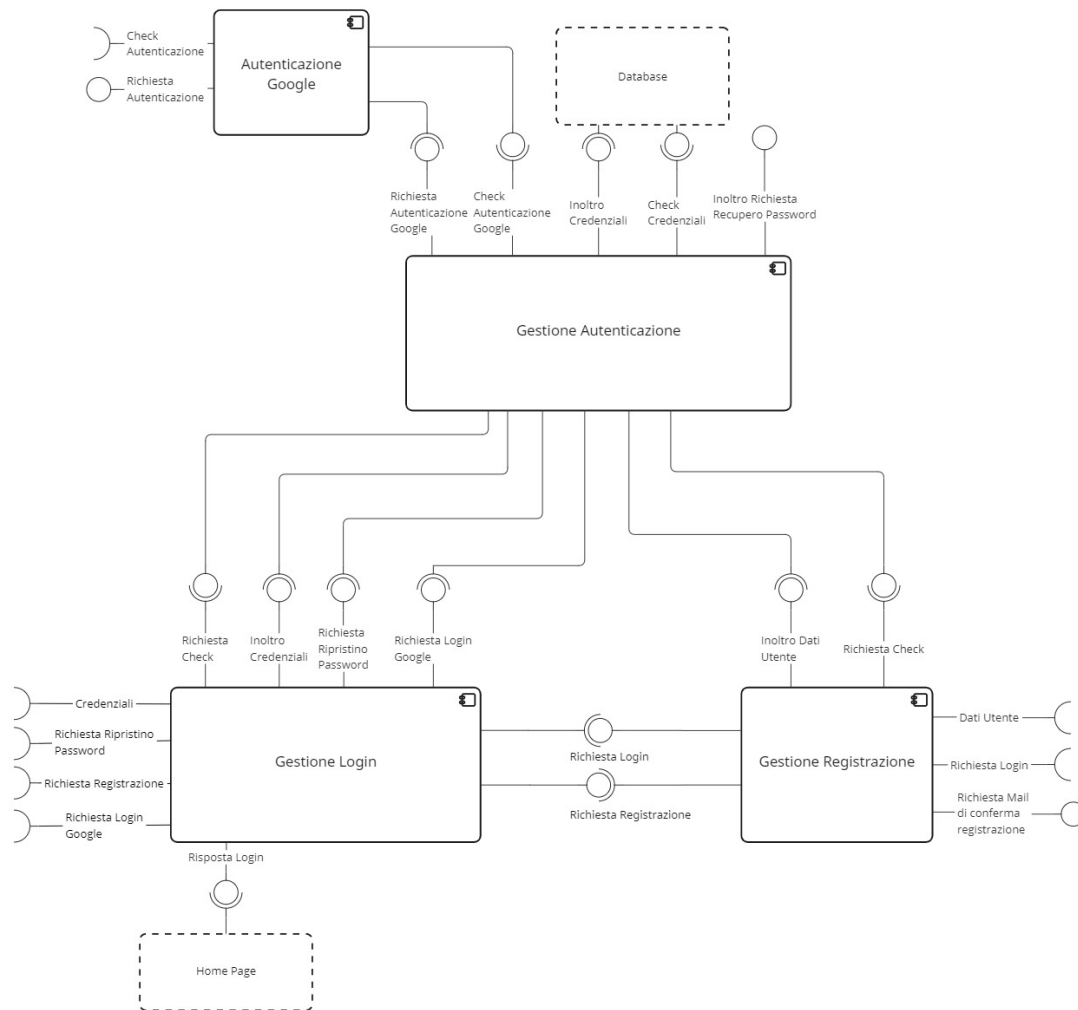 Check
Autenticazione
Richiesta
Autenticazione
Autenticazione
Google
Database
Richiesta
Autenticazione
Google
Check
Autenticazione
Google
Inoltro
Credenziali
Check
Credenziali
Inoltro Richiesta
Recupero Password
Gestione Autenticazione
Richiesta
Check
Inoltro
Credenziali
Richiesta
Ripristino
Password
Richiesta Login
Google
Inoltro Dati
Utente
Richiesta Check
Credenziali
Richiesta Ripristino
Password
Richiesta Registrazione
Richiesta Login
Google
Gestione Login
Richiesta Login
Richiesta Registrazione
Gestione Registrazione
Dati Utente
Richiesta Login
Richiesta Mail
di conferma
registrazione
Risposta Login
Home Page